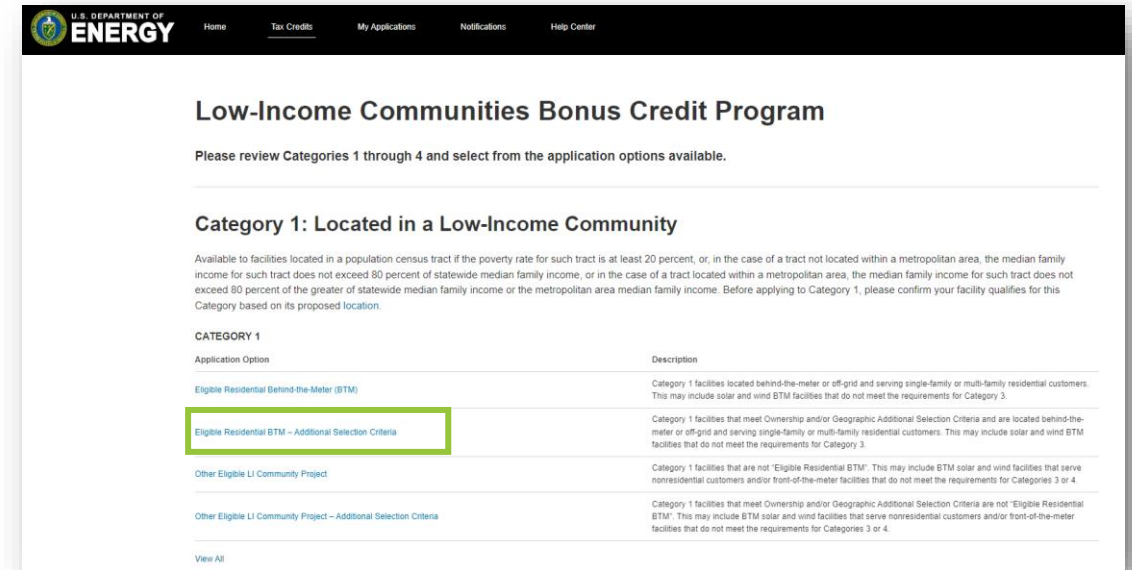 U.S. DEPARTMENT OF
ENERGY
Home Tax Credits My Applications Notifications Help Center
Low-Income Communities Bonus Credit Program
Please review Categories 1 through 4 and select from the application options available.
Category 1: Located in a Low-Income Community
Available to facilities located in a population census tract if the poverty rate for such tract is at least 20 percent, or, in the case of a tract not located within a metropolitan area, the median family
income for such tract does not exceed 80 percent of statewide median family income, or in the case of a tract located within a metropolitan area, the median family income for such tract does not
exceed 80 percent of the greater of statewide median family income or the metropolitan area median family income. Before applying to Category 1, please confirm your facility qualifies for this
Category based on its proposed location.
CATEGORY 1
Application Option Description
Eligible Residential Behind-the-Meter (BTM)
Category 1 facilities located behind-the-meter or off-grid and serving single-family or multi-family residential customers.
This may include solar and wind BTM facilities that do not meet the requirements for Category 3.
Eligible Residential BTM – Additional Selection Criteria
Category 1 facilities that meet Ownership and/or Geographic Additional Selection Criteria and are located behind-the-
meter or off-grid and serving single-family or multi-family residential customers. This may include solar and wind BTM
facilities that do not meet the requirements for Category 3.
Other Eligible LI Community Project
Category 1 facilities that are not "Eligible Residential BTM". This may include BTM solar and wind facilities that serve
nonresidential customers and/or front-of-the-meter facilities that do not meet the requirements for Categories 3 or 4.
Other Eligible LI Community Project – Additional Selection Criteria
Category 1 facilities that meet Ownership and/or Geographic Additional Selection Criteria are not "Eligible Residential
BTM". This may include BTM solar and wind facilities that serve nonresidential customers and/or front-of-the-meter
facilities that do not meet the requirements for Categories 3 or 4.
View All